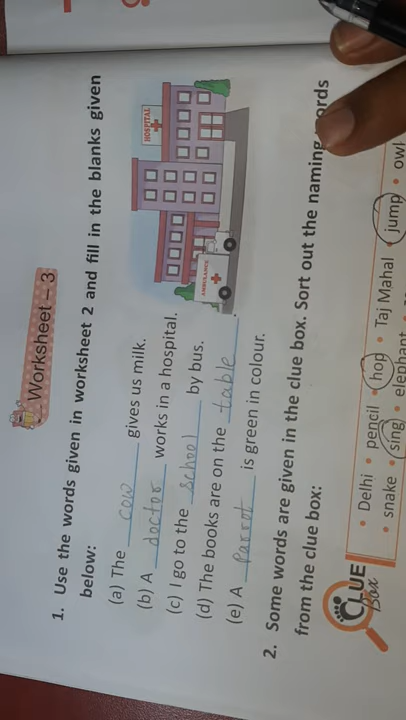 Worksheet – 3
1. Use the words given in worksheet 2 and fill in the blanks given
below:
(a) The cow gives us milk.
(b) A doctor works in a hospital.
(c) I go to the school by bus.
(d) The books are on the table.
(e) A parrot is green in colour.
HOSPITAL
AMBULANCE
2. Some words are given in the clue box. Sort out the naming
from the clue box:
CLUE
Box
• Delhi • pencil • hop • Taj Mahal • jump • owl
• snake • sing • elephant